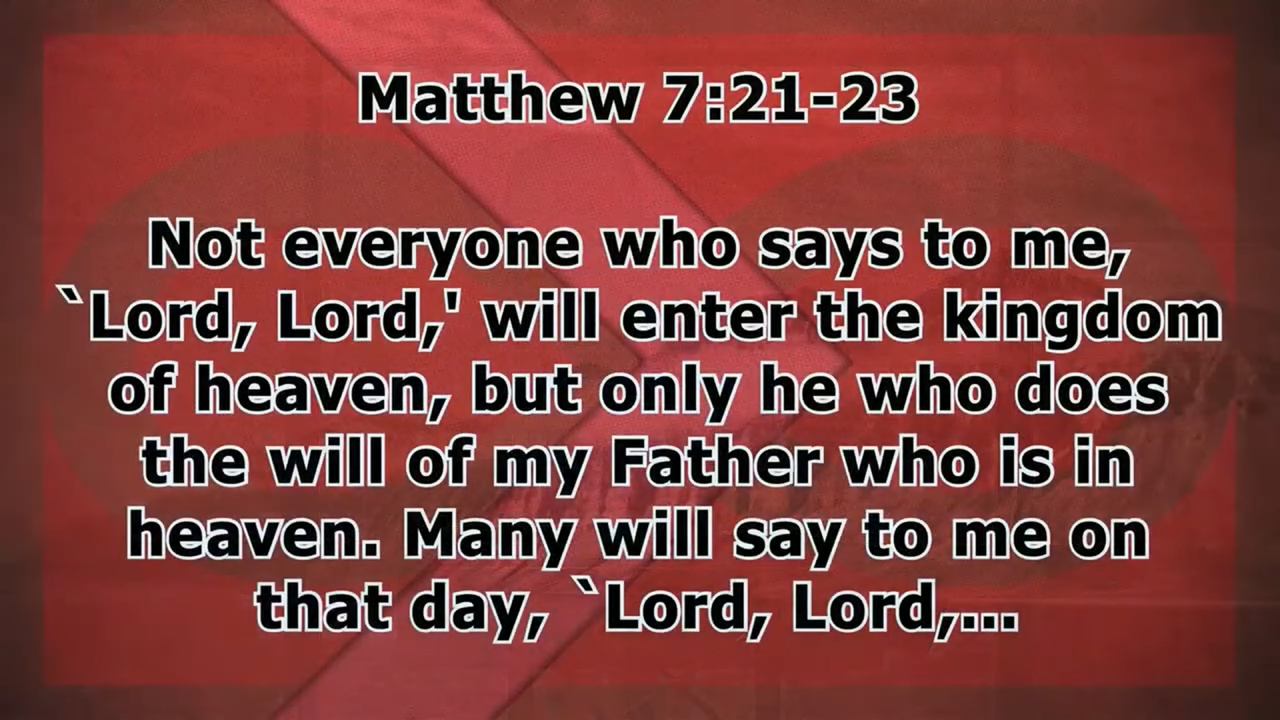 Matthew 7:21-23
Not everyone who says to me,
`Lord, Lord,' will enter the kingdom
of heaven, but only he who does
the will of my Father who is in
heaven. Many will say to me on
that day, `Lord, Lord,...